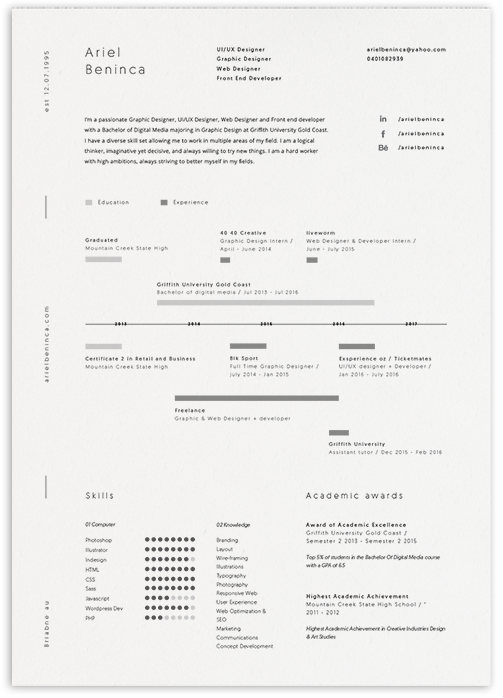 est 12.07.1995
Ariel
Beninca
UI/UX Designer
Graphic Designer
Web Designer
Front End Developer
arielbeninca@yahoo.com
0401082939
I'm a passionate Graphic Designer, UI/UX Designer, Web Designer and Front end developer
with a Bachelor of Digital Media majoring in Graphic Design at Griffith University Gold Coast.
I have a diverse skill set allowing me to work in multiple areas of my field. I am a logical
thinker, imaginative yet decisive, and always willing to try new things. I am a hard worker
with high ambitions, always striving to better myself in my fields.
in /arielbeninca
f /arielbeninca
Bē /arielbeninca
Education
Experience
Graduated
Mountain Creek State High
40 40 Creative
Graphic Design Intern /
April - June 2014
liveworm
Web Designer & Developer Intern /
June - July 2015
Griffith University Gold Coast
Bachelor of digital media / Jul 2013 - Jul 2016
2013 2014 2015 2016 2017
arielbeninca.com
Certificate 2 in Retail and Business
Mountain Creek State High
Blk Sport
Full Time Graphic Designer /
july 2014 - Jan 2015
Exsperience oz / Ticketmates
UI/UX designer + Developer /
Jan 2016 - July 2016
Freelance
Graphic & Web Designer + developer
Griffith University
Assistant tutor / Dec 2015 - Feb 2016
Skills
01 Computer
Photoshop
Illustrator
Indesign
HTML
CSS
Sass
Javascript
Wordpress Dev
PHP
02 Knowledge
Branding
Layout
Wire-framing
Illustrations
Typography
Photography
Responsive Web
User Experience
Web Optimization &
SEO
Marketing
Communications
Concept Development
Academic awards
Award of Academic Excellence
Griffith University Gold Coast /
Semester 2 2013 - Semester 2 2015
Top 5% of students in the Bachelor Of Digital Media course
with a GPA of 6.5
Highest Academic Achievement
Mountain Creek State High School / "
2011 - 2012
Highest Academic Achievement in Creative Industries Design
& Art Studies
Briabne au